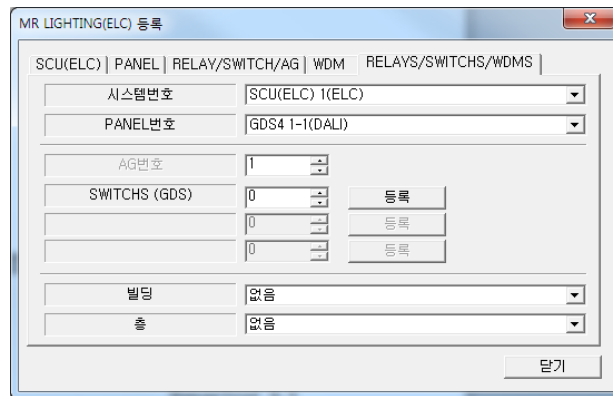 MR LIGHTING(ELC) 등록
SCU(ELC) | PANEL | RELAY/SWITCH/AG | WDM | RELAYS/SWITCHS/WDMS |
시스템번호 SCU(ELC) 1(ELC)
PANEL번호 GDS4 1-1(DALI)
AG번호 1
SWITCHS (GDS) 0 등록
0 등록
0 등록
빌딩 없음
층 없음
닫기